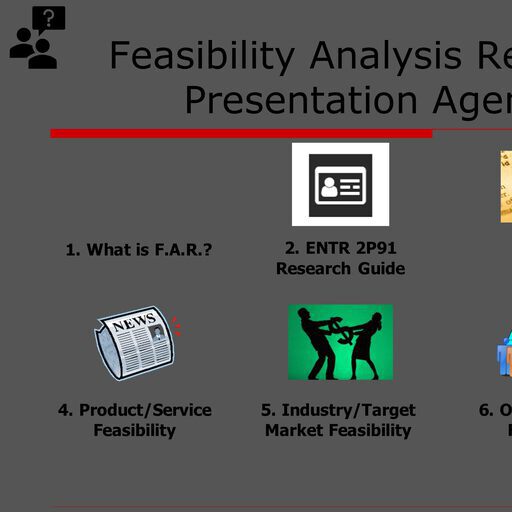 ?
Feasibility Analysis Re
Presentation Agen
1. What is F.A.R.?
2. ENTR 2P91
Research Guide
NEWS
4. Product/Service
Feasibility
5. Industry/Target
Market Feasibility
6. O